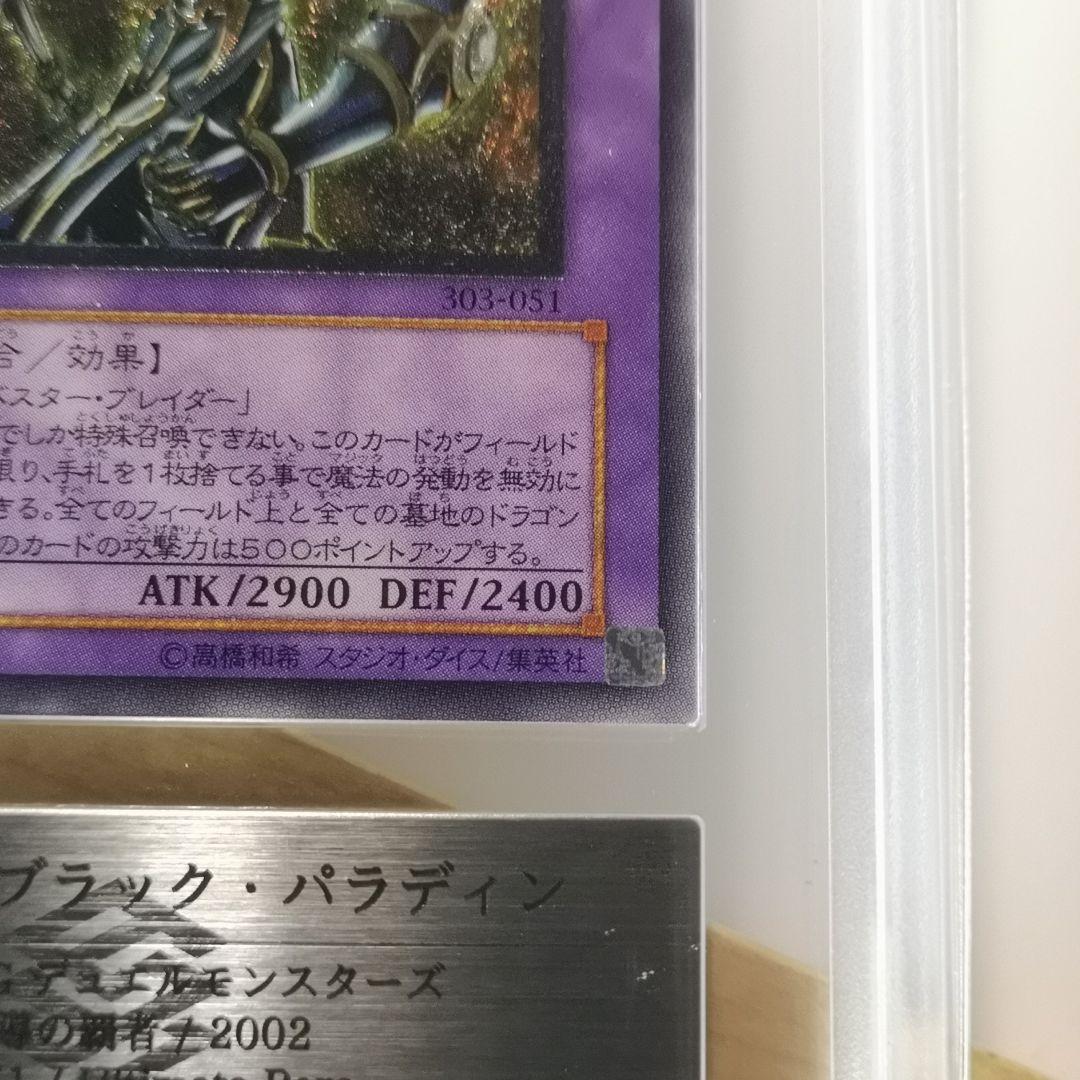 303-051
合／効果】
バスター・ブレイダー」
でしか特殊召喚できない。このカードがフィールド
限り、手札を1枚捨てる事で魔法の発動を無効に
きる。全てのフィールド上と全ての墓地のドラゴン
のカードの攻撃力は500ポイントアップする。
ATK/2900 DEF/2400
©高橋和希 スタジオ・ダイス/集英社
ブラック・パラディン
G デュエルモンスターズ
導の覇者 / 2002
1 / Ultimate Rare